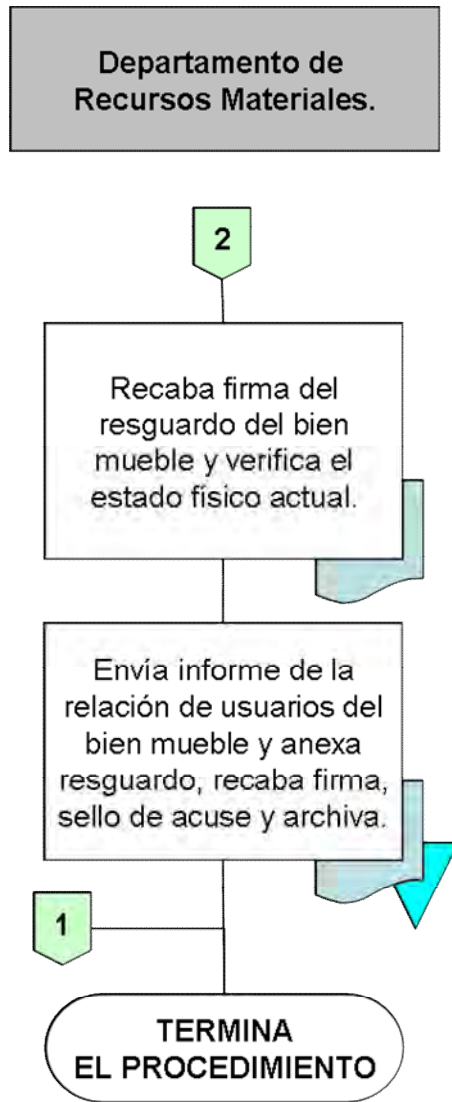 Departamento de
Recursos Materiales.
2
Recaba firma del
resguardo del bien
mueble y verifica el
estado físico actual.
Envía informe de la
relación de usuarios del
bien mueble y anexa
resguardo, recaba firma,
sello de acuse y archiva.
1
TERMINA
EL PROCEDIMIENTO